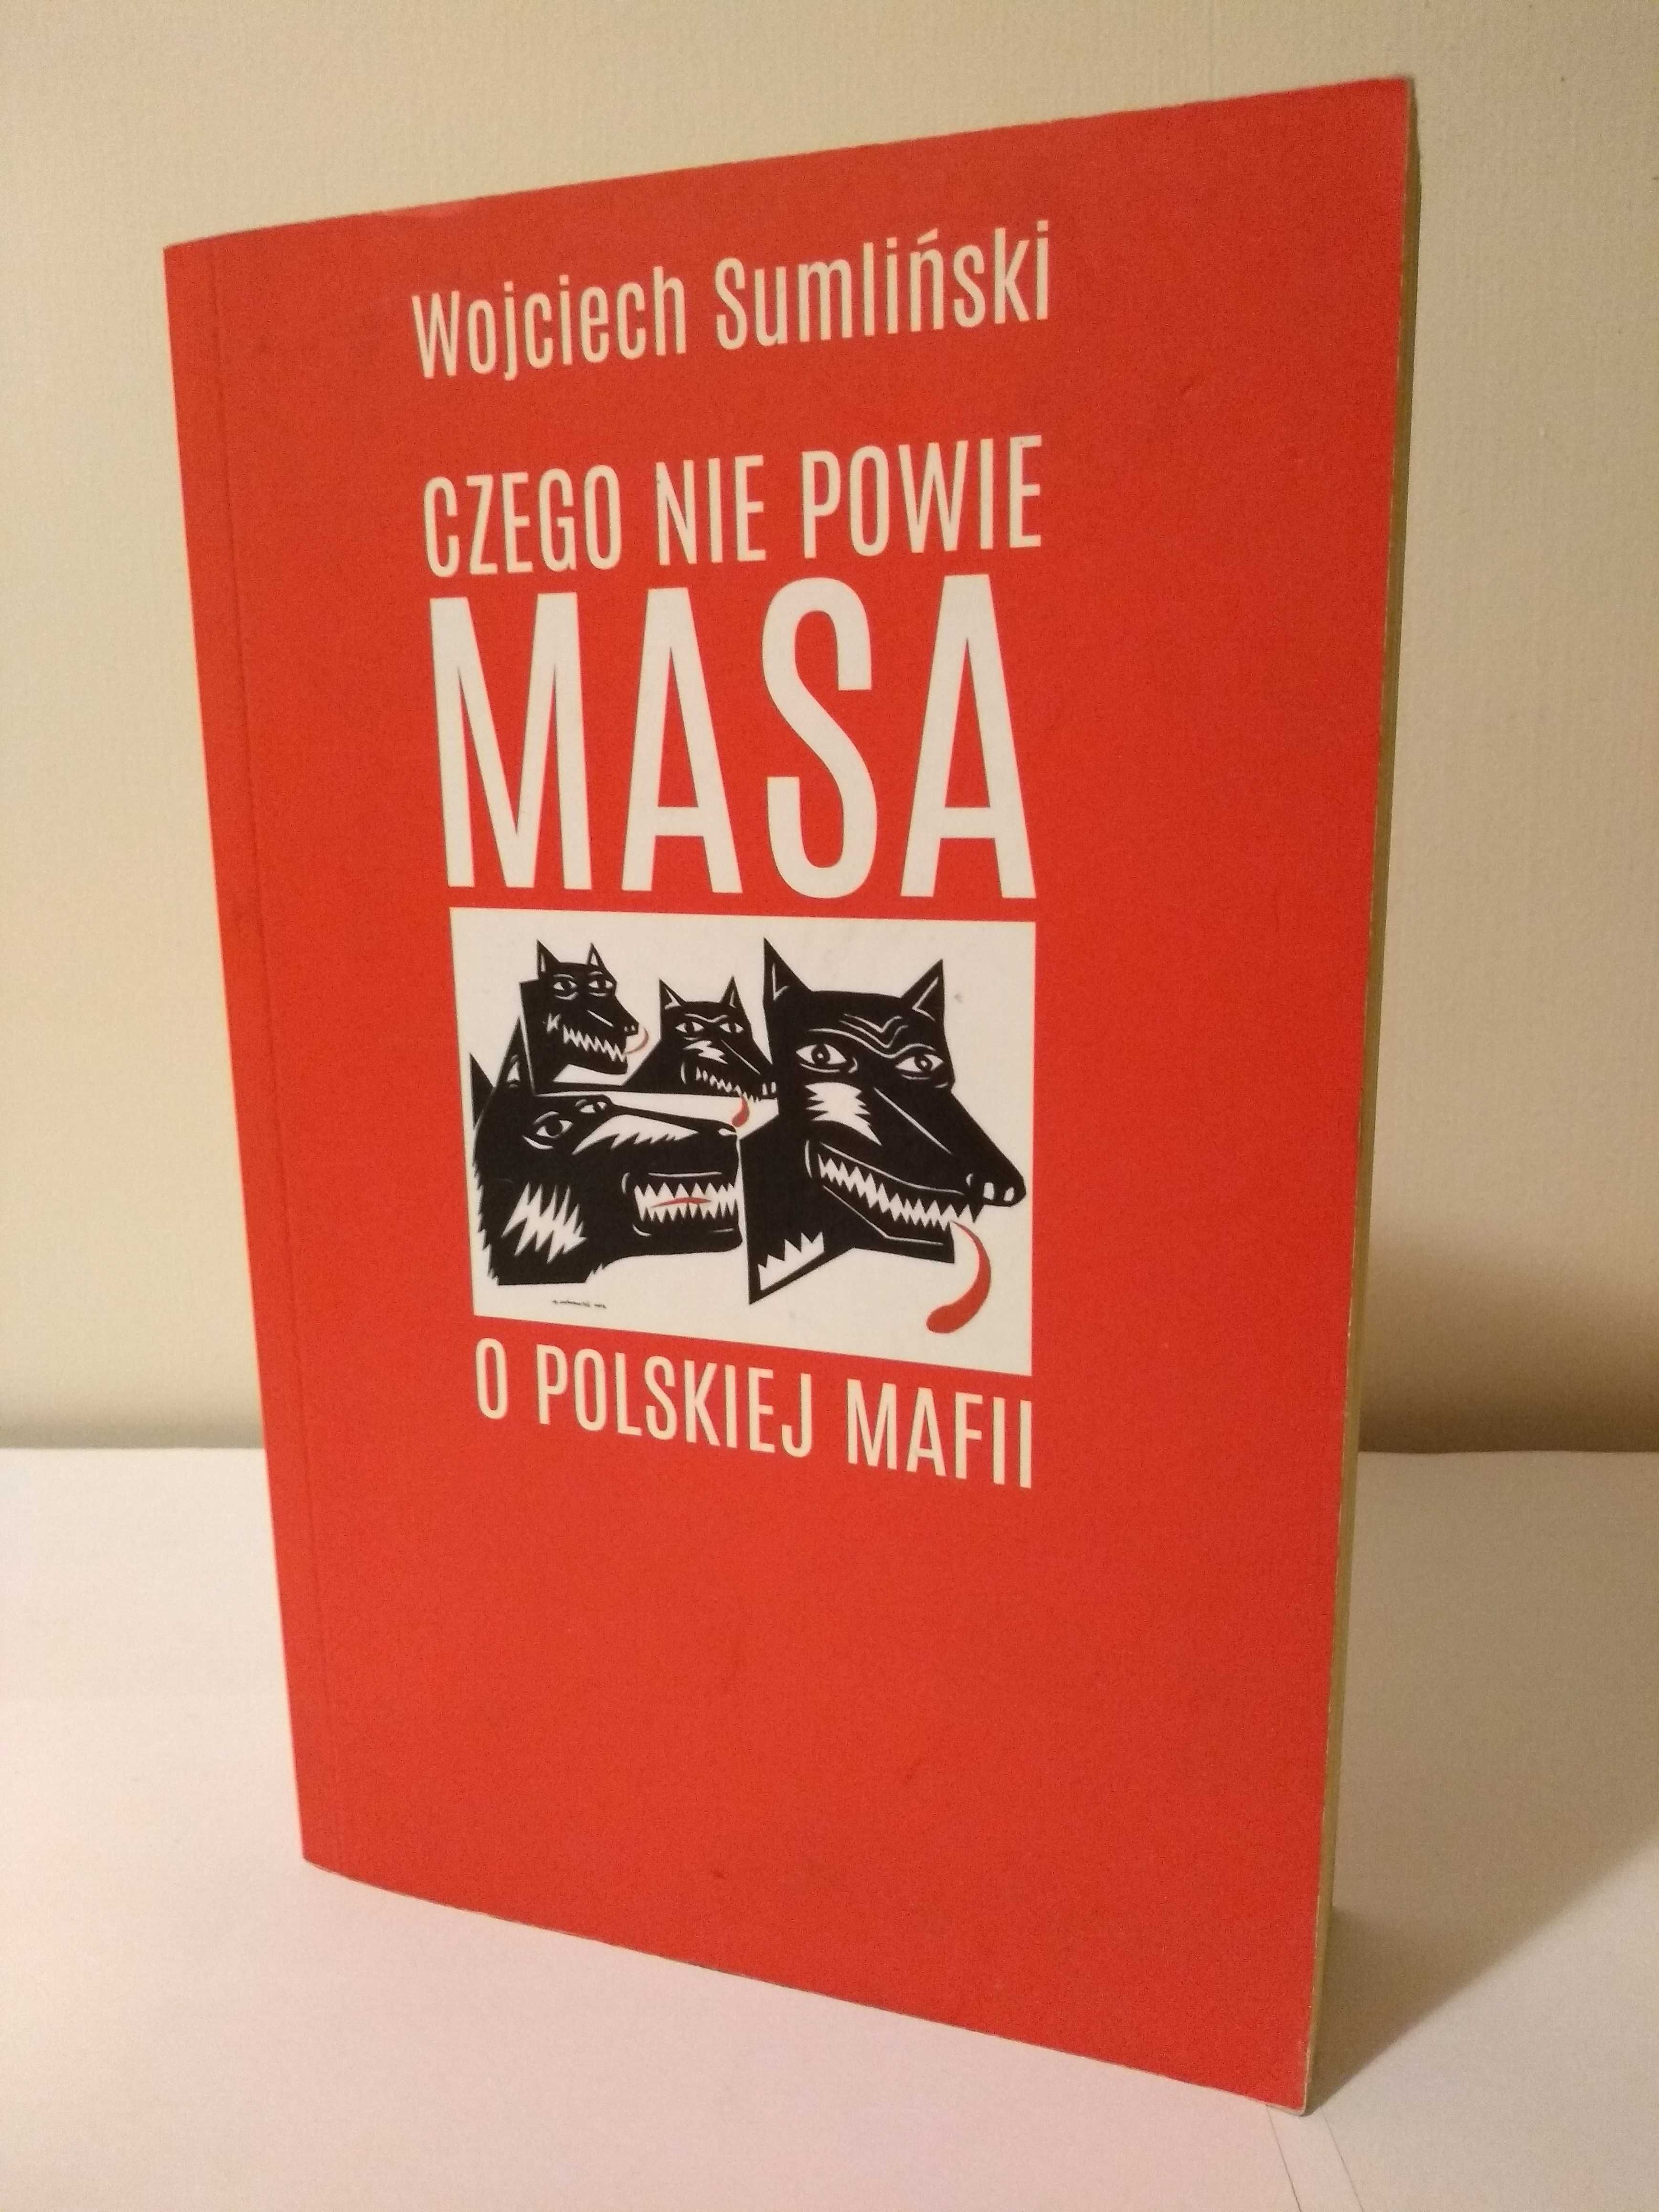 Wojciech Sumliński
CZEGO NIE POWIE
MASA
O POLSKIEJ MAFII